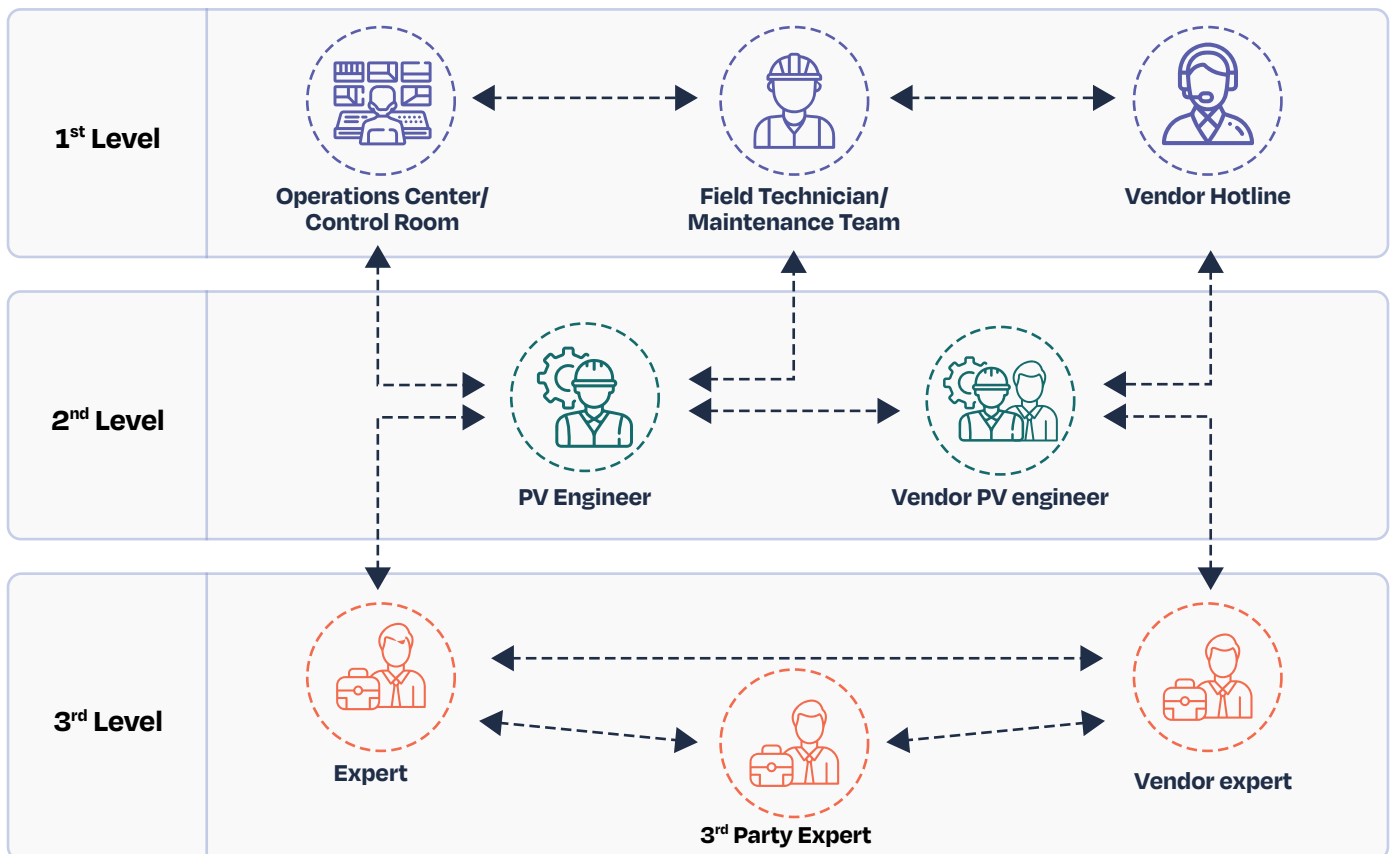 1st Level
Operations Center/
Control Room
Field Technician/
Maintenance Team
Vendor Hotline
2nd Level
PV Engineer
Vendor PV engineer
3rd Level
Expert
3rd Party Expert
Vendor expert